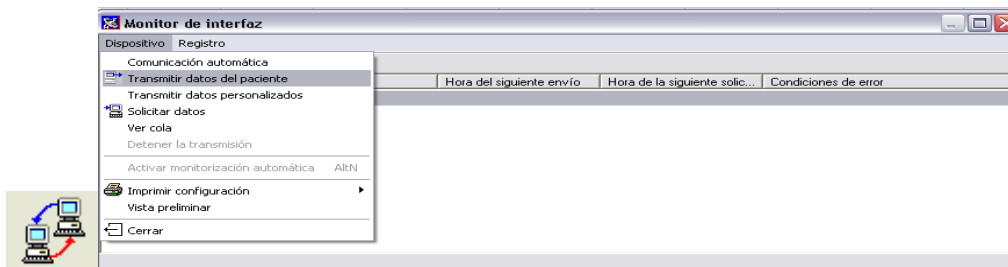 Monitor de interfaz
Dispositivo Registro
Comunicación automática
Transmitir datos del paciente
Hora del siguiente envío Hora de la siguiente solic... Condiciones de error
Transmitir datos personalizados
Solicitar datos
Ver cola
Detener la transmisión
Activar monitorización automática AltN
Imprimir configuración
Vista preliminar
Cerrar